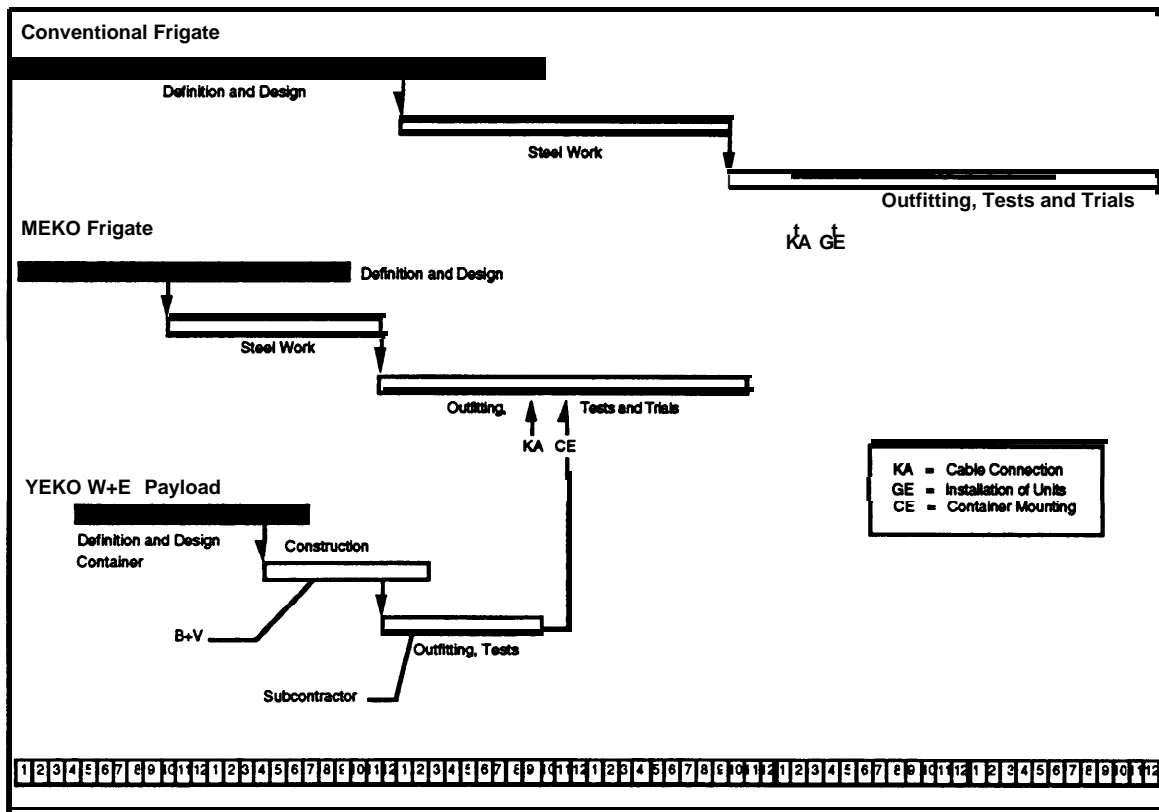 Conventional Frigate
Definition and Design
Steel Work
Outfitting, Tests and Trials
KA GE
MEKO Frigate
Definition and Design
Steel Work
Outfitting, Tests and Trials
KA CE
KA = Cable Connection
GE = Installation of Units
CE = Container Mounting
YEKO W+E Payload
Definition and Design
Container
Construction
B+V
Outfitting, Tests
Subcontractor
1 2 3 4 5 6 7 8 9 10 11 12 1 2 3 4 5 6 7 8 9 10 11 12 1 2 3 4 5 6 7 8 9 10 11 12 1 2 3 4 5 6 7 8 9 10 11 12 1 2 3 4 5 6 7 8 9 10 11 12 1 2 3 4 5 6 7 8 9 10 11 12